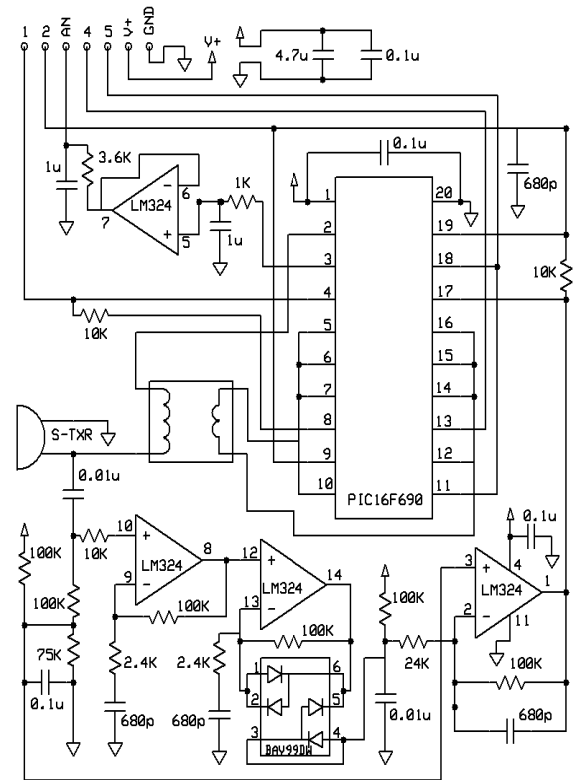 1 2 AN 4 5 V+ GND
V+
4.7u 0.1u
3.6K
0.1u
1u
6
LM324
7
5
1K
1u
680p
1 20
2 19
3 18
10K
4 17
10K
5 16
6 15
7 14
8 13
9 12
10 11
PIC16F690
S-TXR
0.01u
0.1u
100K
10K
10 8 12 14
9 13
LM324 LM324
3 4 1
LM324
2 11
100K
100K
100K
100K
75K
2.4K 2.4K
24K
100K
0.1u
680p 680p
1 6
2 5
3 4
BAV99DW
0.01u
680p